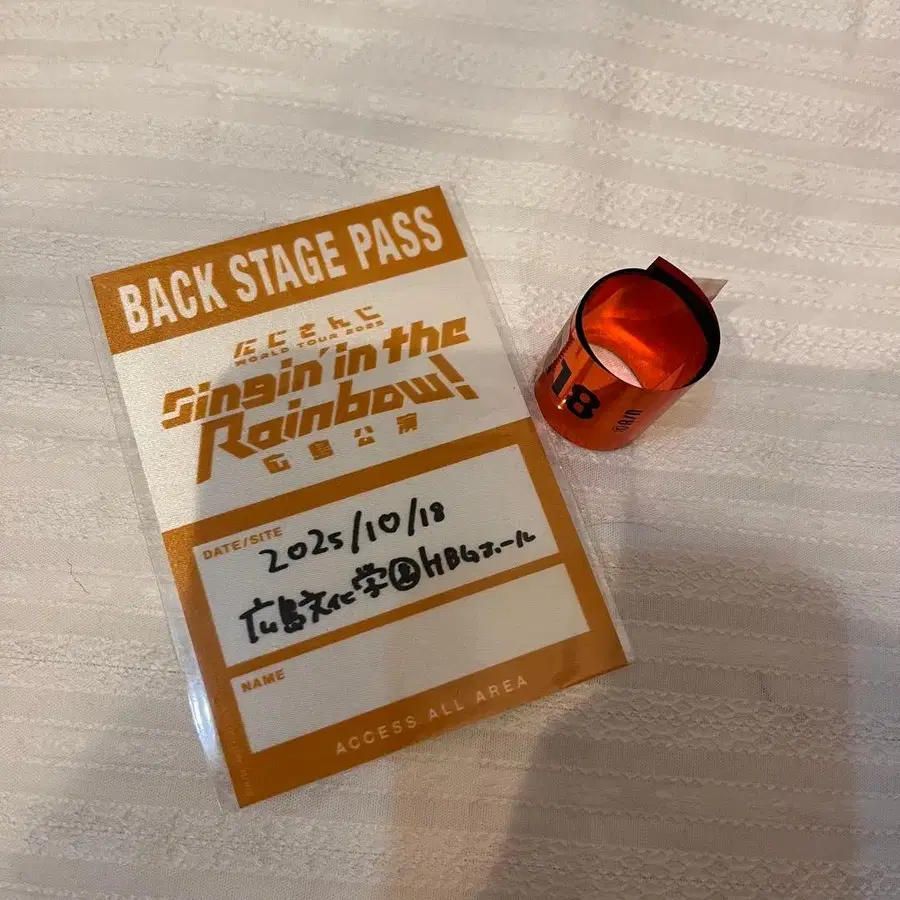 BACK STAGE PASS
にじさんじ
WORLD TOUR 2025
Singin' in the
Rainbow!
広島公演
DATE/SITE
2025/10/18
広島文化学園HBGホール
NAME
ACCESS ALL AREA
18